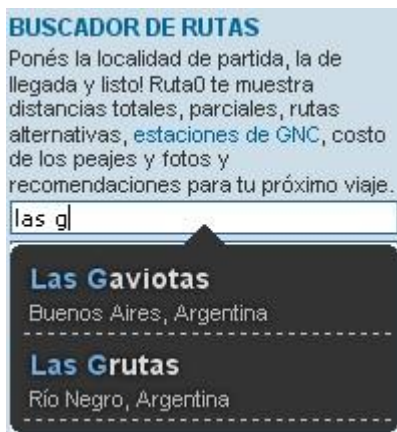 BUSCADOR DE RUTAS
Ponés la localidad de partida, la de
llegada y listo! Ruta0 te muestra
distancias totales, parciales, rutas
alternativas, estaciones de GNC, costo
de los peajes y fotos y
recomendaciones para tu próximo viaje.
las g
Las Gaviotas
Buenos Aires, Argentina
Las Grutas
Río Negro, Argentina